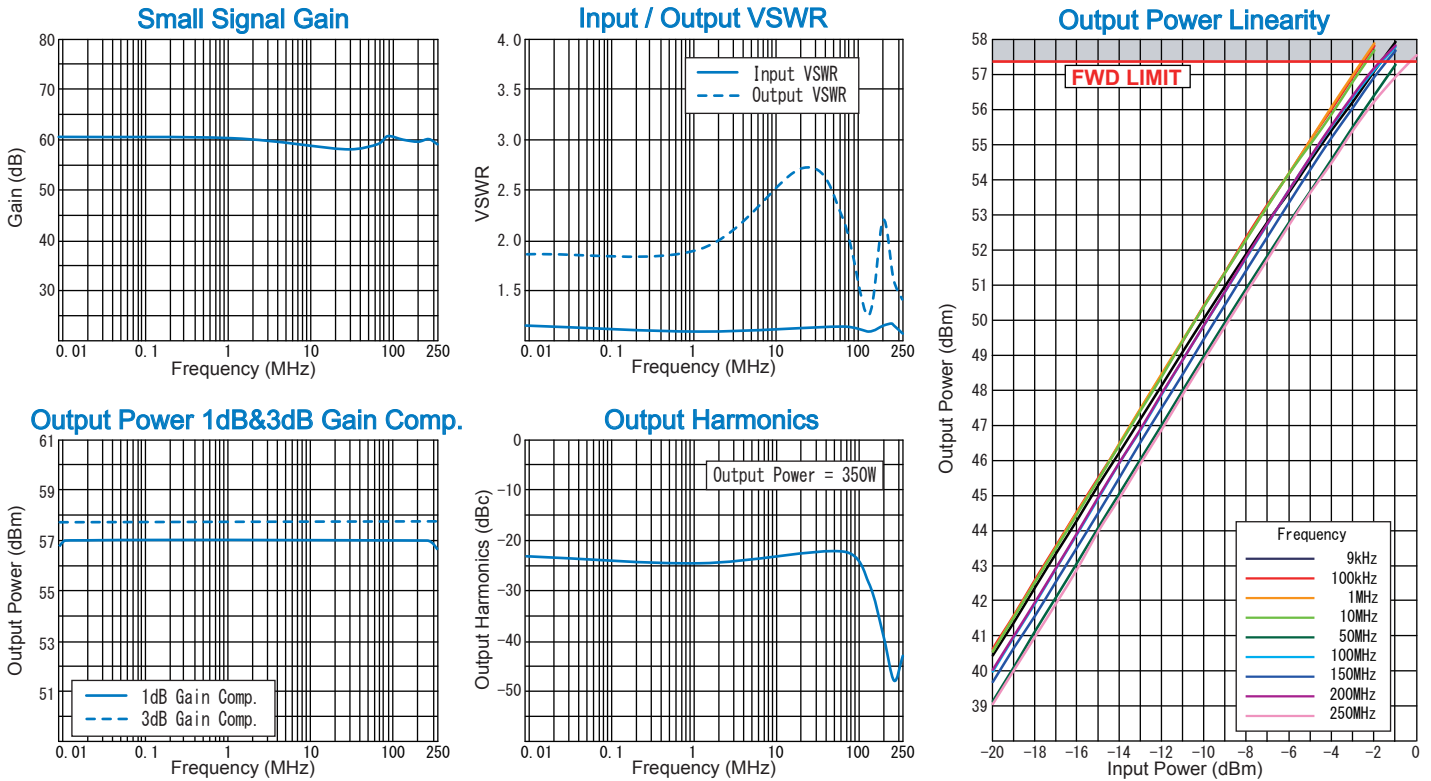 Small Signal Gain
80
70
60
50
40
30
Gain (dB)
0.01 0.1 1 10 100 250
Frequency (MHz)
Input / Output VSWR
4.0
3.5
3.0
2.5
2.0
1.5
VSWR
Input VSWR
Output VSWR
0.01 0.1 1 10 100 250
Frequency (MHz)
Output Power Linearity
58
57
56
55
54
53
52
51
50
49
48
47
46
45
44
43
42
41
40
39
Output Power (dBm)
FWD LIMIT
Frequency
9kHz
100kHz
1MHz
10MHz
50MHz
100MHz
150MHz
200MHz
250MHz
-20 -18 -16 -14 -12 -10 -8 -6 -4 -2 0
Input Power (dBm)
Output Power 1dB&3dB Gain Comp.
61
59
57
55
53
51
Output Power (dBm)
1dB Gain Comp.
3dB Gain Comp.
0.01 0.1 1 10 100 250
Frequency (MHz)
Output Harmonics
0
-10
-20
-30
-40
-50
Output Harmonics (dBc)
Output Power = 350W
0.01 0.1 1 10 100 250
Frequency (MHz)